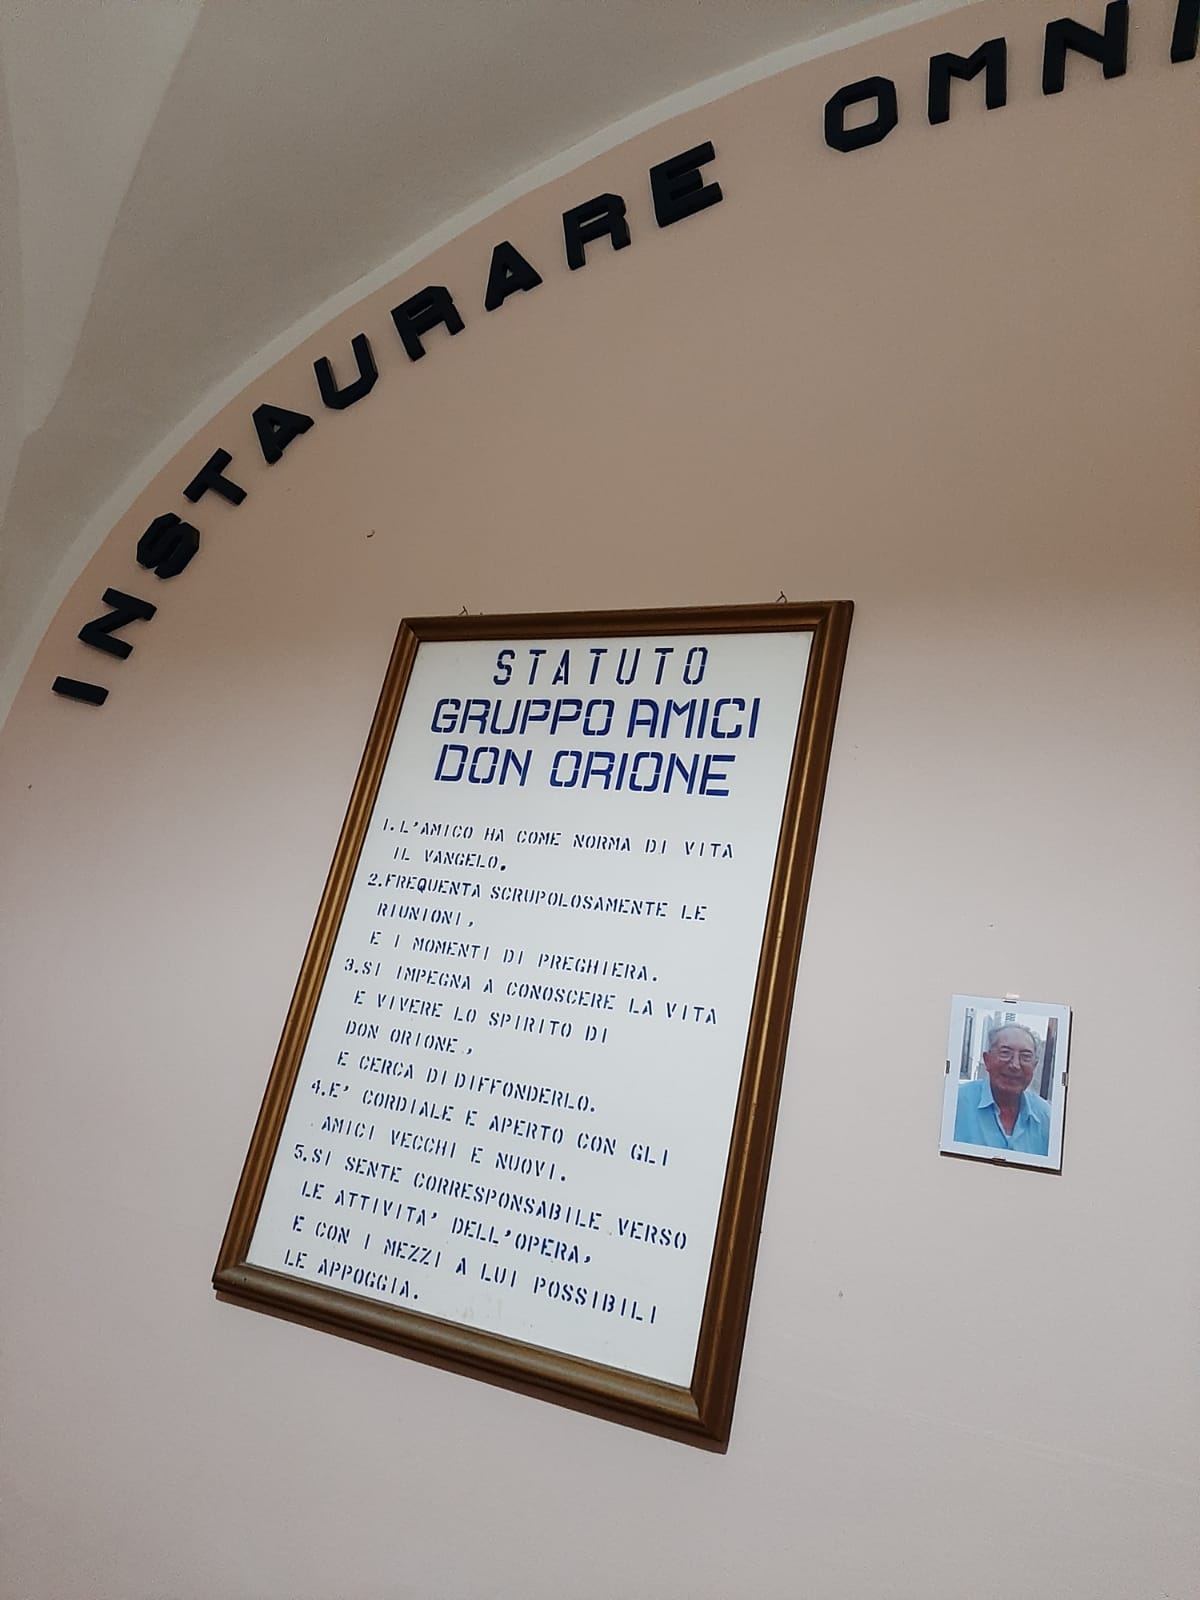 INSTAURARE OMNI
STATUTO
GRUPPO AMICI
DON ORIONE
1. L'AMICO HA COME NORMA DI VITA
IL VANGELO.
2. FREQUENTA SCRUPOLOSAMENTE LE
RIUNIONI,
E I MOMENTI DI PREGHIERA.
3. SI IMPEGNA A CONOSCERE LA VITA
E VIVERE LO SPIRITO DI
DON ORIONE,
E CERCA DI DIFFONDERLO.
4. E' CORDIALE E APERTO CON GLI
AMICI VECCHI E NUOVI.
5. SI SENTE CORRESPONSABILE VERSO
LE ATTIVITA' DELL'OPERA,
E CON I MEZZI A LUI POSSIBILI
LE APPOGGIA.